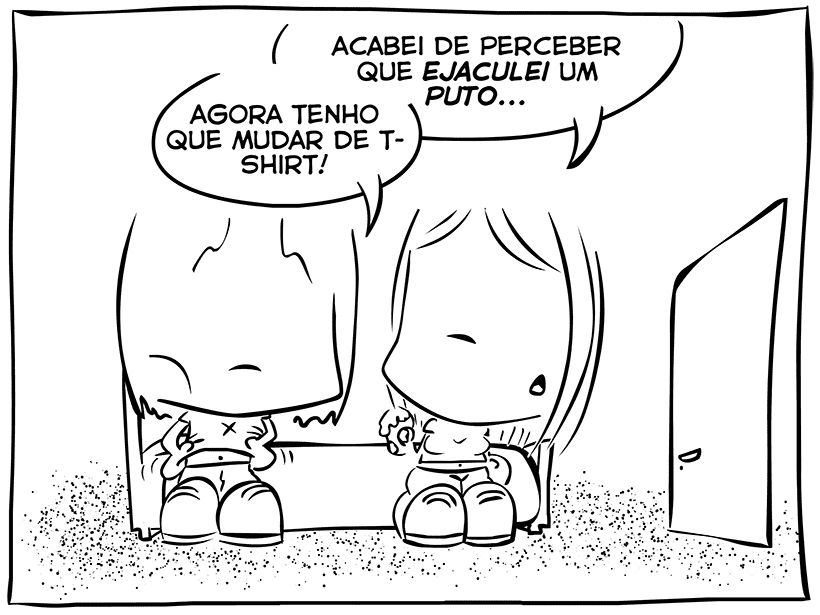 ACABEI DE PERCEBER
QUE EJACULEI UM
PUTO...
AGORA TENHO
QUE MUDAR DE T-
SHIRT!